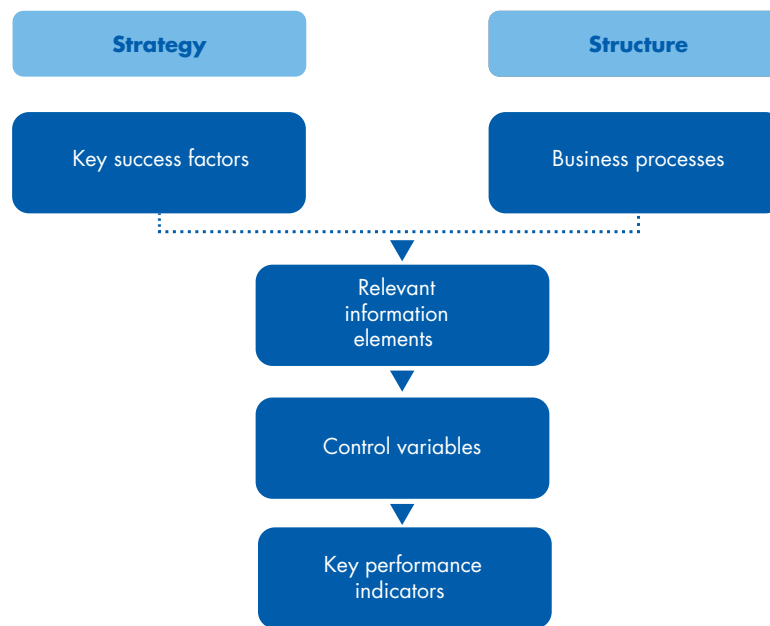 Strategy
Structure
Key success factors
Business processes
Relevant
information
elements
Control variables
Key performance
indicators